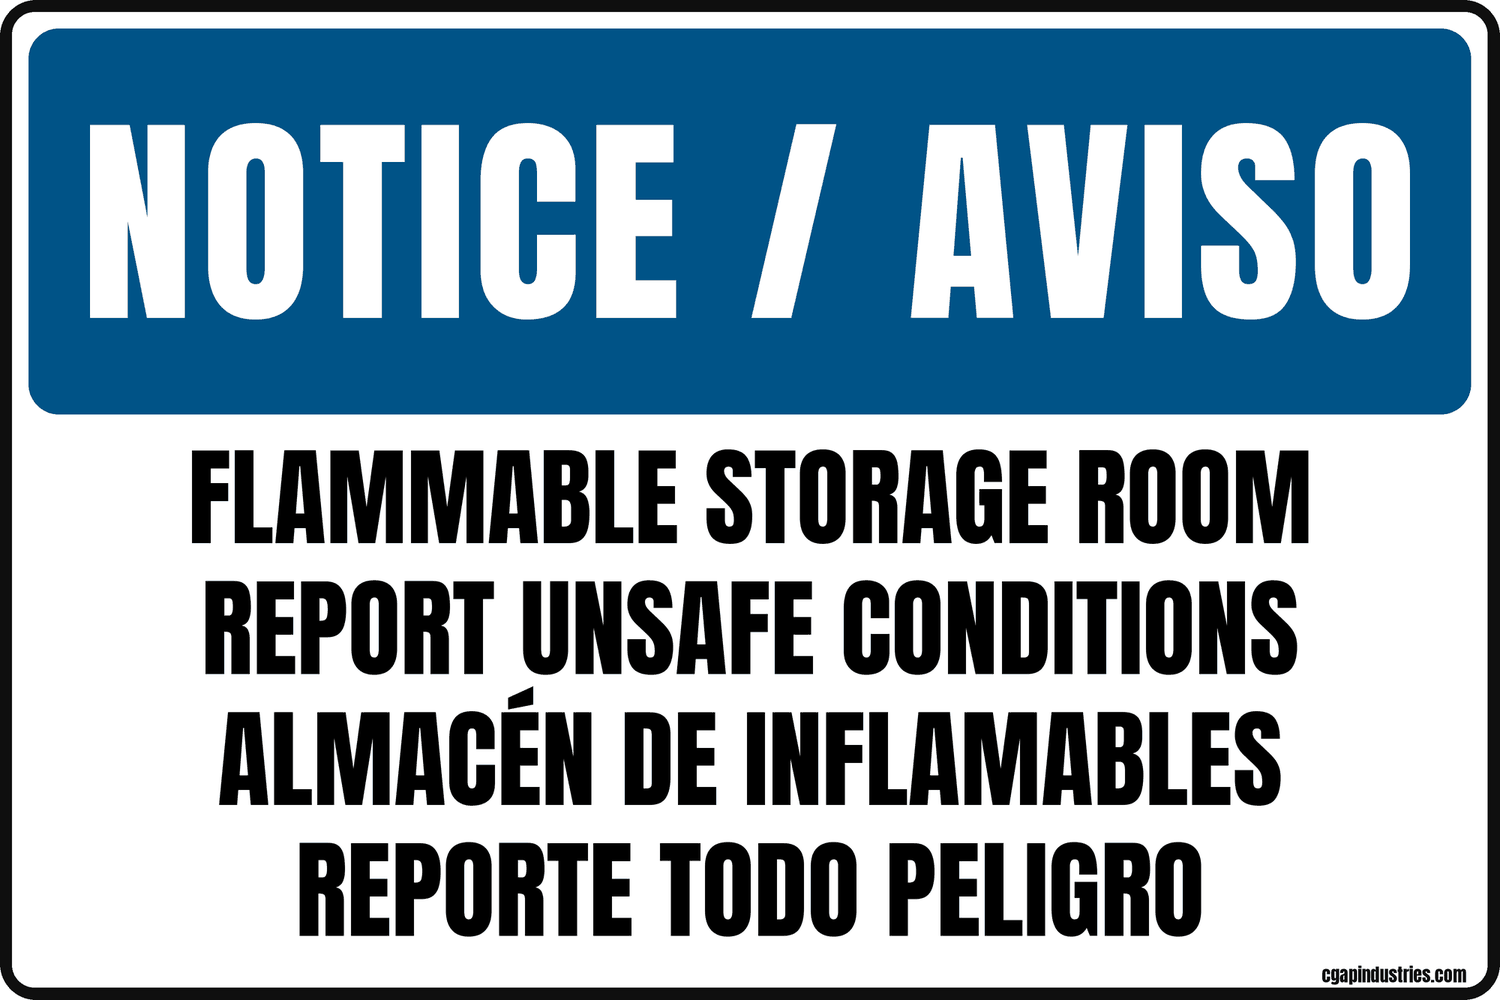 NOTICE / AVISO
FLAMMABLE STORAGE ROOM
REPORT UNSAFE CONDITIONS
ALMACÉN DE INFLAMABLES
REPORTE TODO PELIGRO
cgapindustries.com